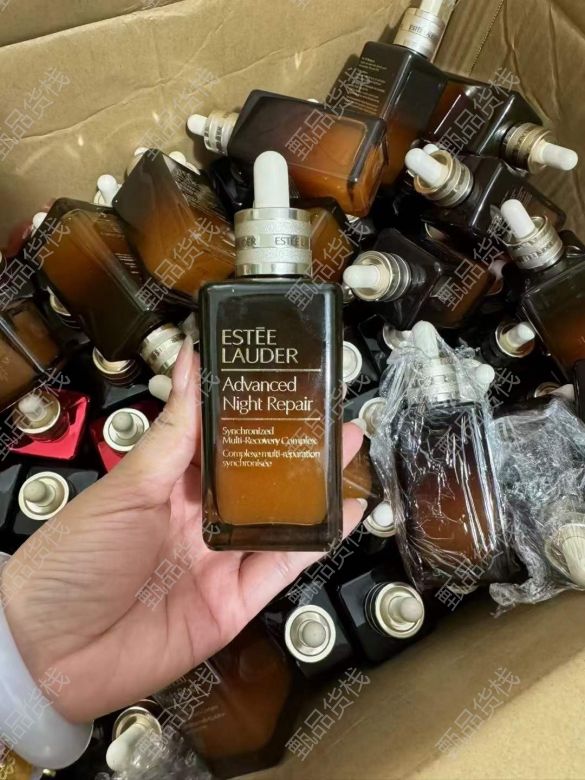 ESTĒE
LAUDER
Advanced
Night Repair
Synchronized
Multi-Recovery Complex
Complexe multi-réparation
synchronisée
甄品货栈